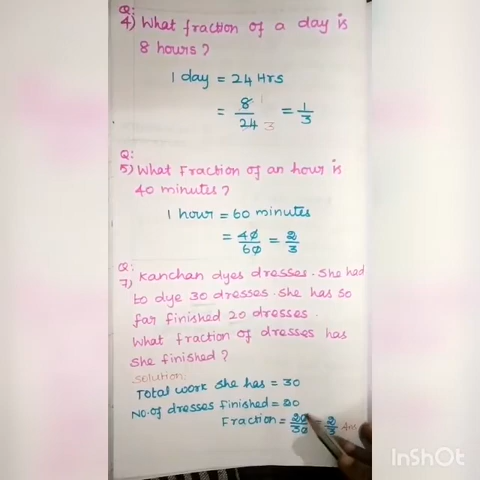 Q:
4) What fraction of a day is
8 hours?
1 day = 24 Hrs
= 8/24 1/3 = 1/3
Q:
5) What Fraction of an hour is
40 minutes?
1 hour = 60 minutes
= 40/60 = 2/3
Q:
7) Kanchan dyes dresses. She had
to dye 30 dresses. She has so
far finished 20 dresses.
What fraction of dresses has
she finished?
Solution:
Total work she has = 30
No. of dresses finished = 20
Fraction = 20/30 = 2/3 Ans
InShOt